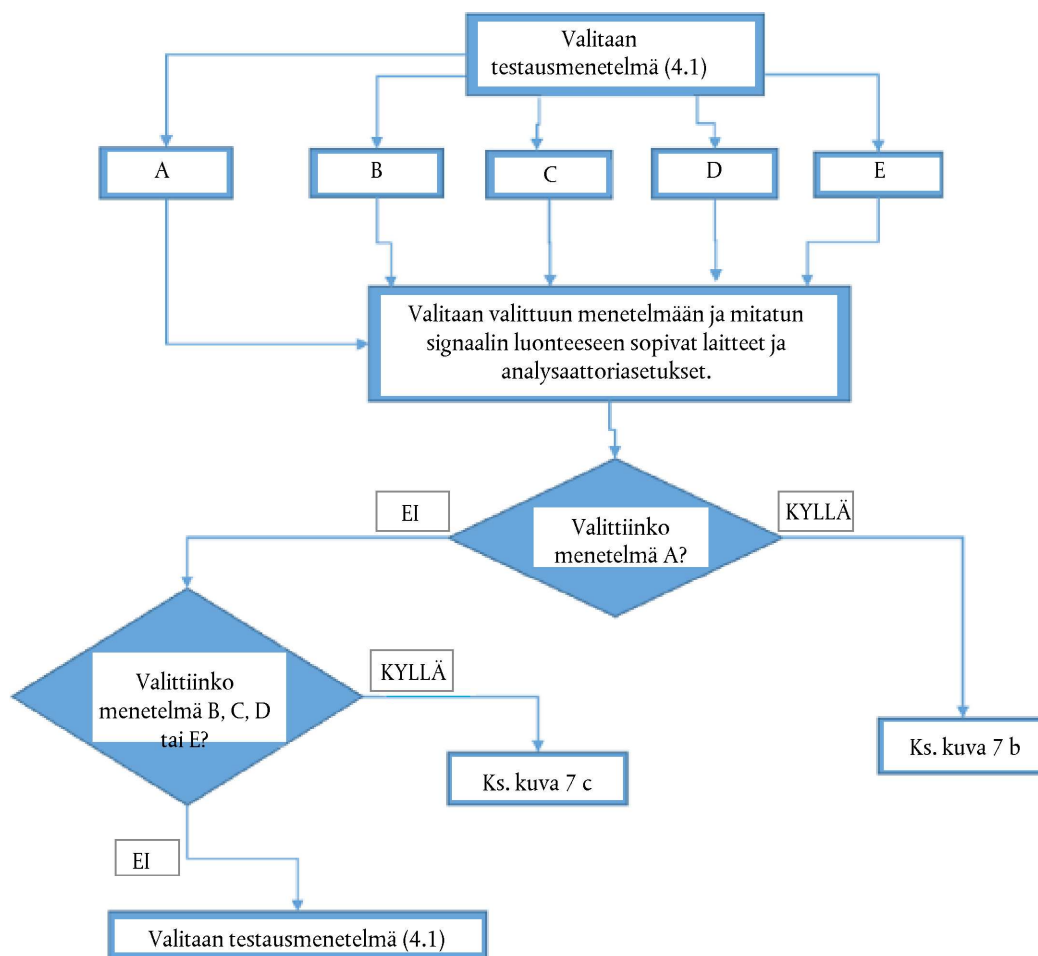 Valitaan
testausmenetelmä (4.1)
A
B
C
D
E
Valitaan valittuun menetelmään ja mitatun
signaalin luonteeseen sopivat laitteet ja
analysaattoriasetukset.
EI
KYLLÄ
Valittiinko
menetelmä A?
KYLLÄ
Valittiinko
menetelmä B, C, D
tai E?
Ks. kuva 7 b
Ks. kuva 7 c
EI
Valitaan testausmenetelmä (4.1)